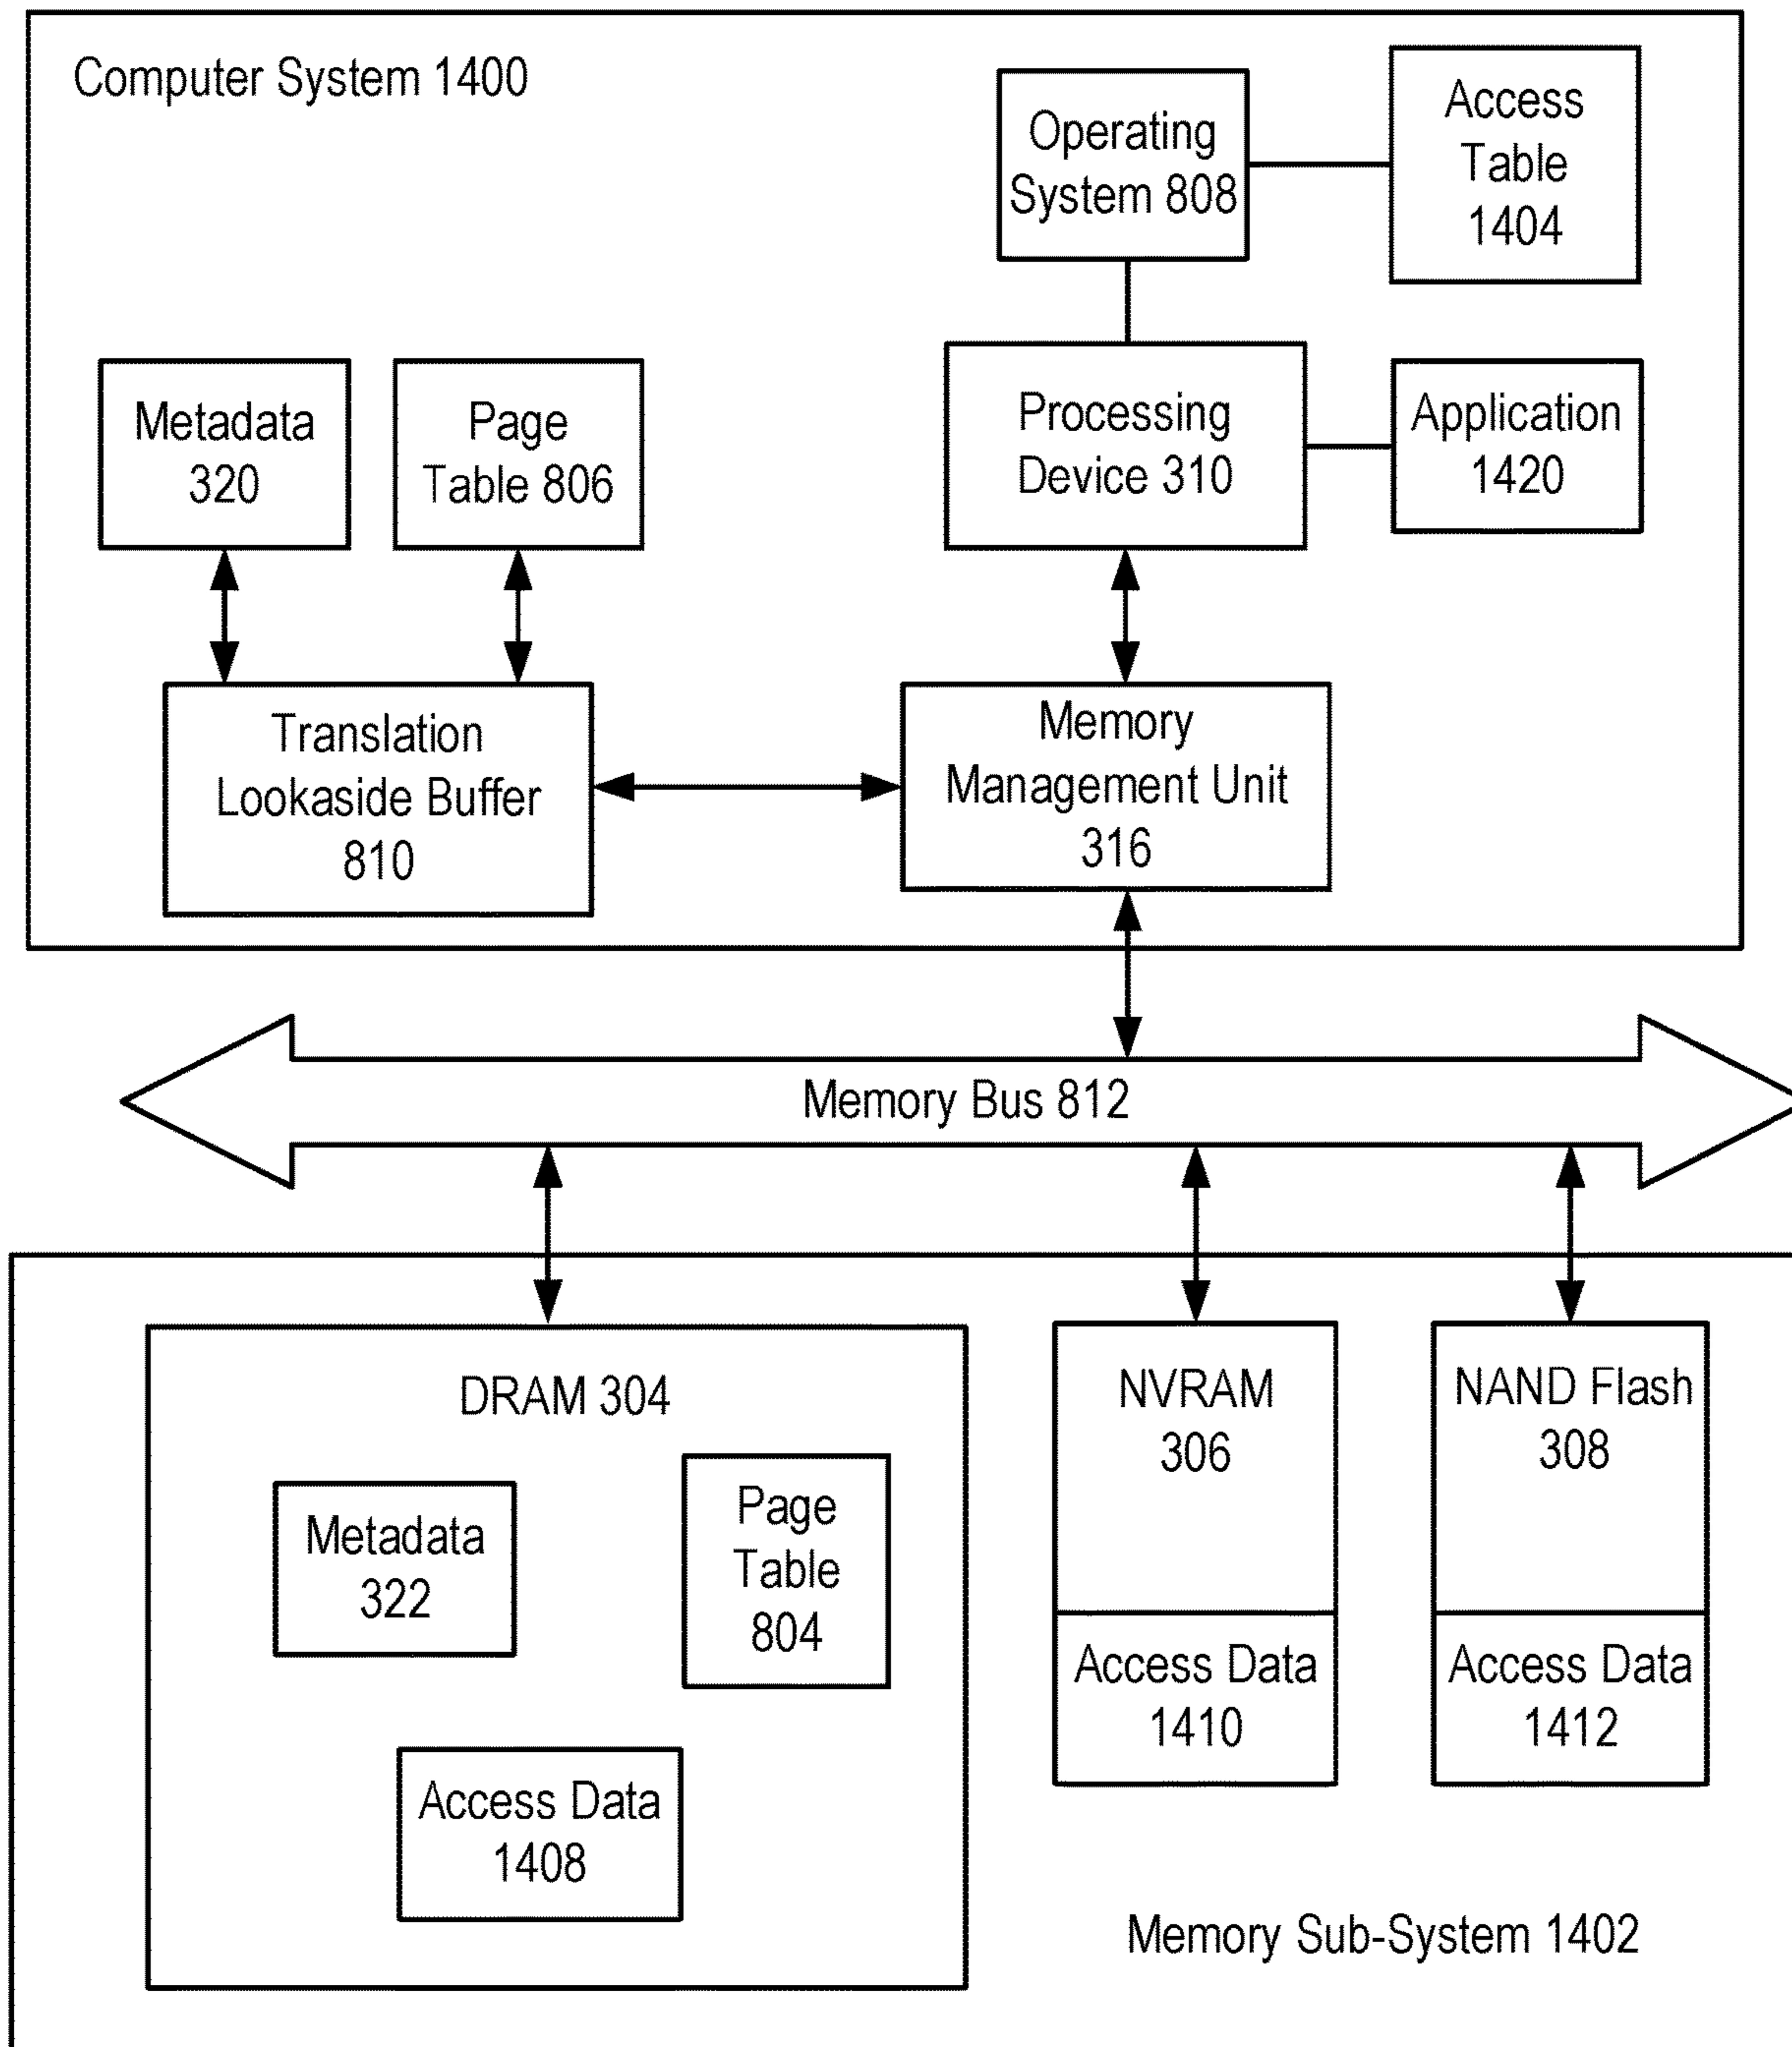 Computer System 1400
Operating
System 808
Access
Table
1404
Metadata
320
Page
Table 806
Processing
Device 310
Application
1420
Translation
Lookaside Buffer
810
Memory
Management Unit
316
Memory Bus 812
DRAM 304
Metadata
322
Page
Table
804
Access Data
1408
NVRAM
306
Access Data
1410
NAND Flash
308
Access Data
1412
Memory Sub-System 1402